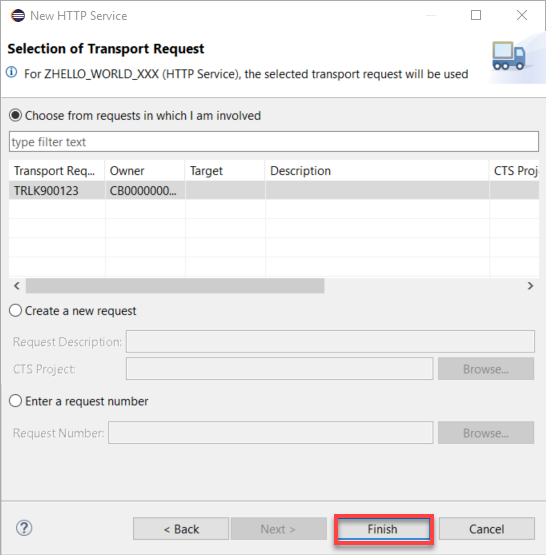 New HTTP Service
Selection of Transport Request
For ZHELLO_WORLD_XXX (HTTP Service), the selected transport request will be used
Choose from requests in which I am involved
type filter text
Transport Req... Owner Target Description CTS Proj
TRLK900123 CB0000000...
Create a new request
Request Description:
CTS Project: Browse...
Enter a request number
Request Number: Browse...
? < Back Next > Finish Cancel